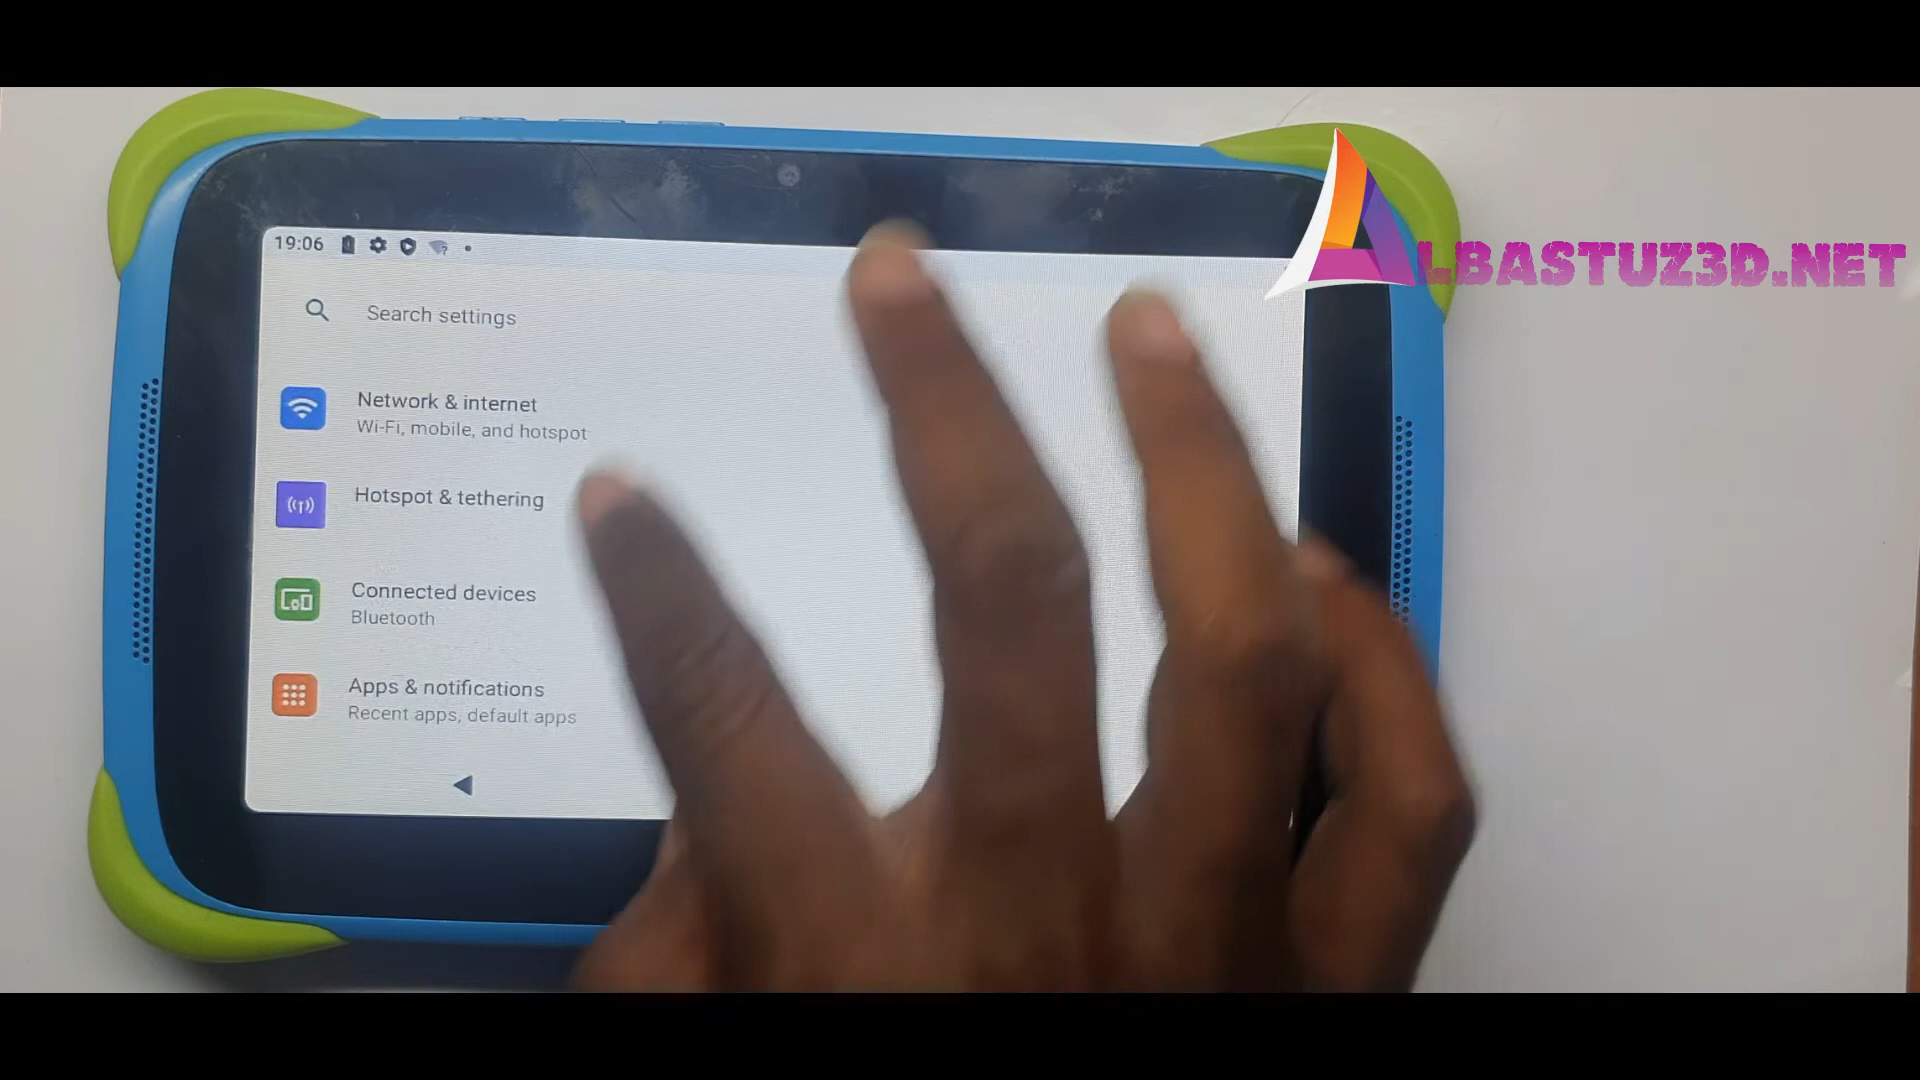 19:06
Search settings
Network & internet
Wi-Fi, mobile, and hotspot
Hotspot & tethering
Connected devices
Bluetooth
Apps & notifications
Recent apps, default apps
ALBASTUZ3D.NET